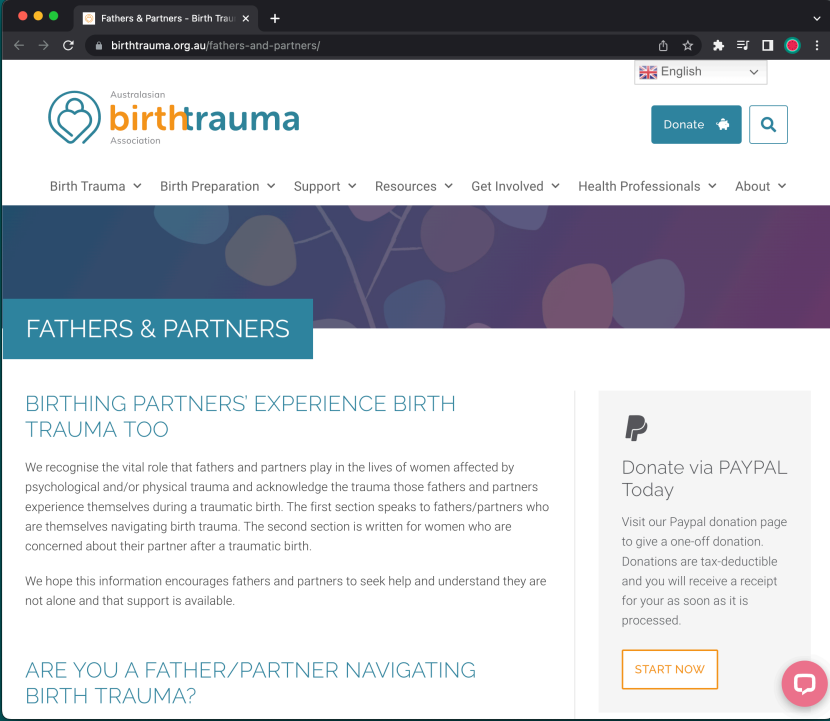 Fathers & Partners - Birth Trau
birthtrauma.org.au/fathers-and-partners/
English
Australasian
birthtrauma
Association
Donate
Birth Trauma
Birth Preparation
Support
Resources
Get Involved
Health Professionals
About
FATHERS & PARTNERS
BIRTHING PARTNERS’ EXPERIENCE BIRTH
TRAUMA TOO
We recognise the vital role that fathers and partners play in the lives of women affected by
psychological and/or physical trauma and acknowledge the trauma those fathers and partners
experience themselves during a traumatic birth. The first section speaks to fathers/partners who
are themselves navigating birth trauma. The second section is written for women who are
concerned about their partner after a traumatic birth.
We hope this information encourages fathers and partners to seek help and understand they are
not alone and that support is available.
ARE YOU A FATHER/PARTNER NAVIGATING
BIRTH TRAUMA?
Donate via PAYPAL
Today
Visit our Paypal donation page
to give a one-off donation.
Donations are tax-deductible
and you will receive a receipt
for your as soon as it is
processed.
START NOW